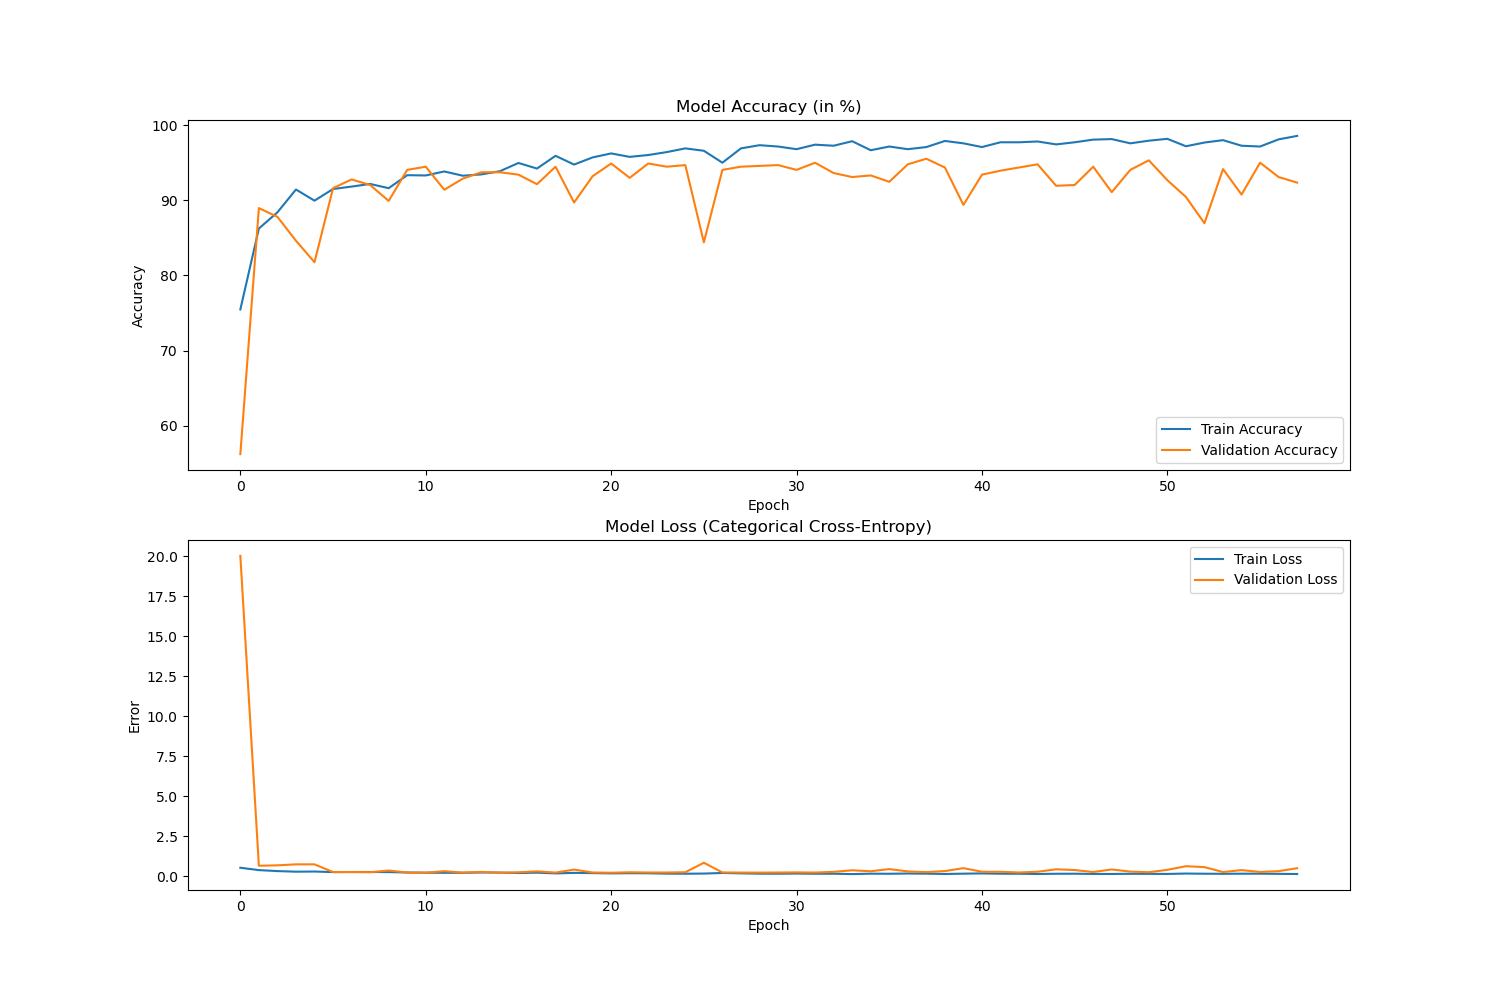 Model Accuracy (in %)
100
90
80
70
60
Accuracy
Train Accuracy
Validation Accuracy
0 10 20 30 40 50
Epoch
Model Loss (Categorical Cross-Entropy)
20.0
17.5
15.0
12.5
10.0
7.5
5.0
2.5
0.0
Error
Train Loss
Validation Loss
0 10 20 30 40 50
Epoch